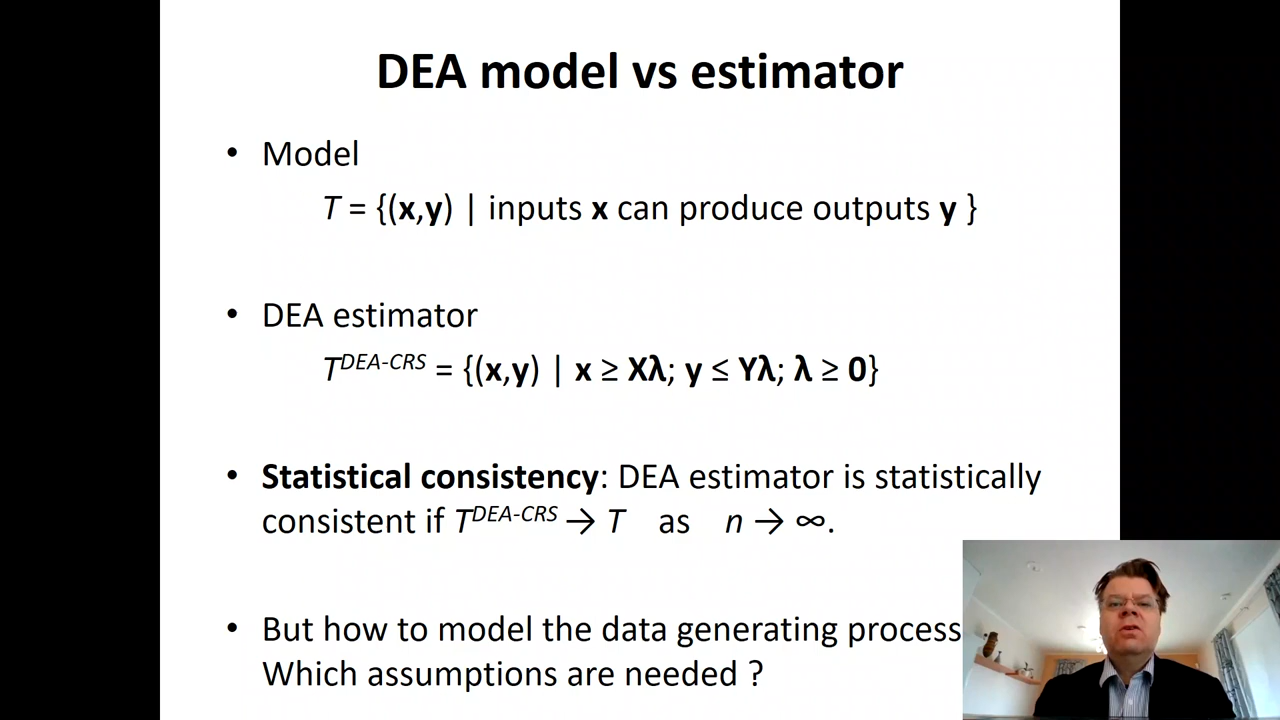 DEA model vs estimator
• Model
T = {(x,y) | inputs x can produce outputs y }
• DEA estimator
T^DEA-CRS = {(x,y) | x ≥ Xλ; y ≤ Yλ; λ ≥ 0}
• Statistical consistency: DEA estimator is statistically
consistent if T^DEA-CRS → T as n → ∞.
• But how to model the data generating process
Which assumptions are needed ?